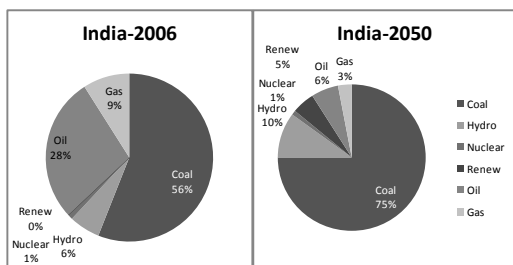 India-2006
Gas
9%
Oil
28%
Coal
56%
Renew
0%
Nuclear
1%
Hydro
6%
India-2050
Renew
5%
Oil
6%
Gas
3%
Nuclear
1%
Hydro
10%
Coal
75%
Coal
Hydro
Nuclear
Renew
Oil
Gas